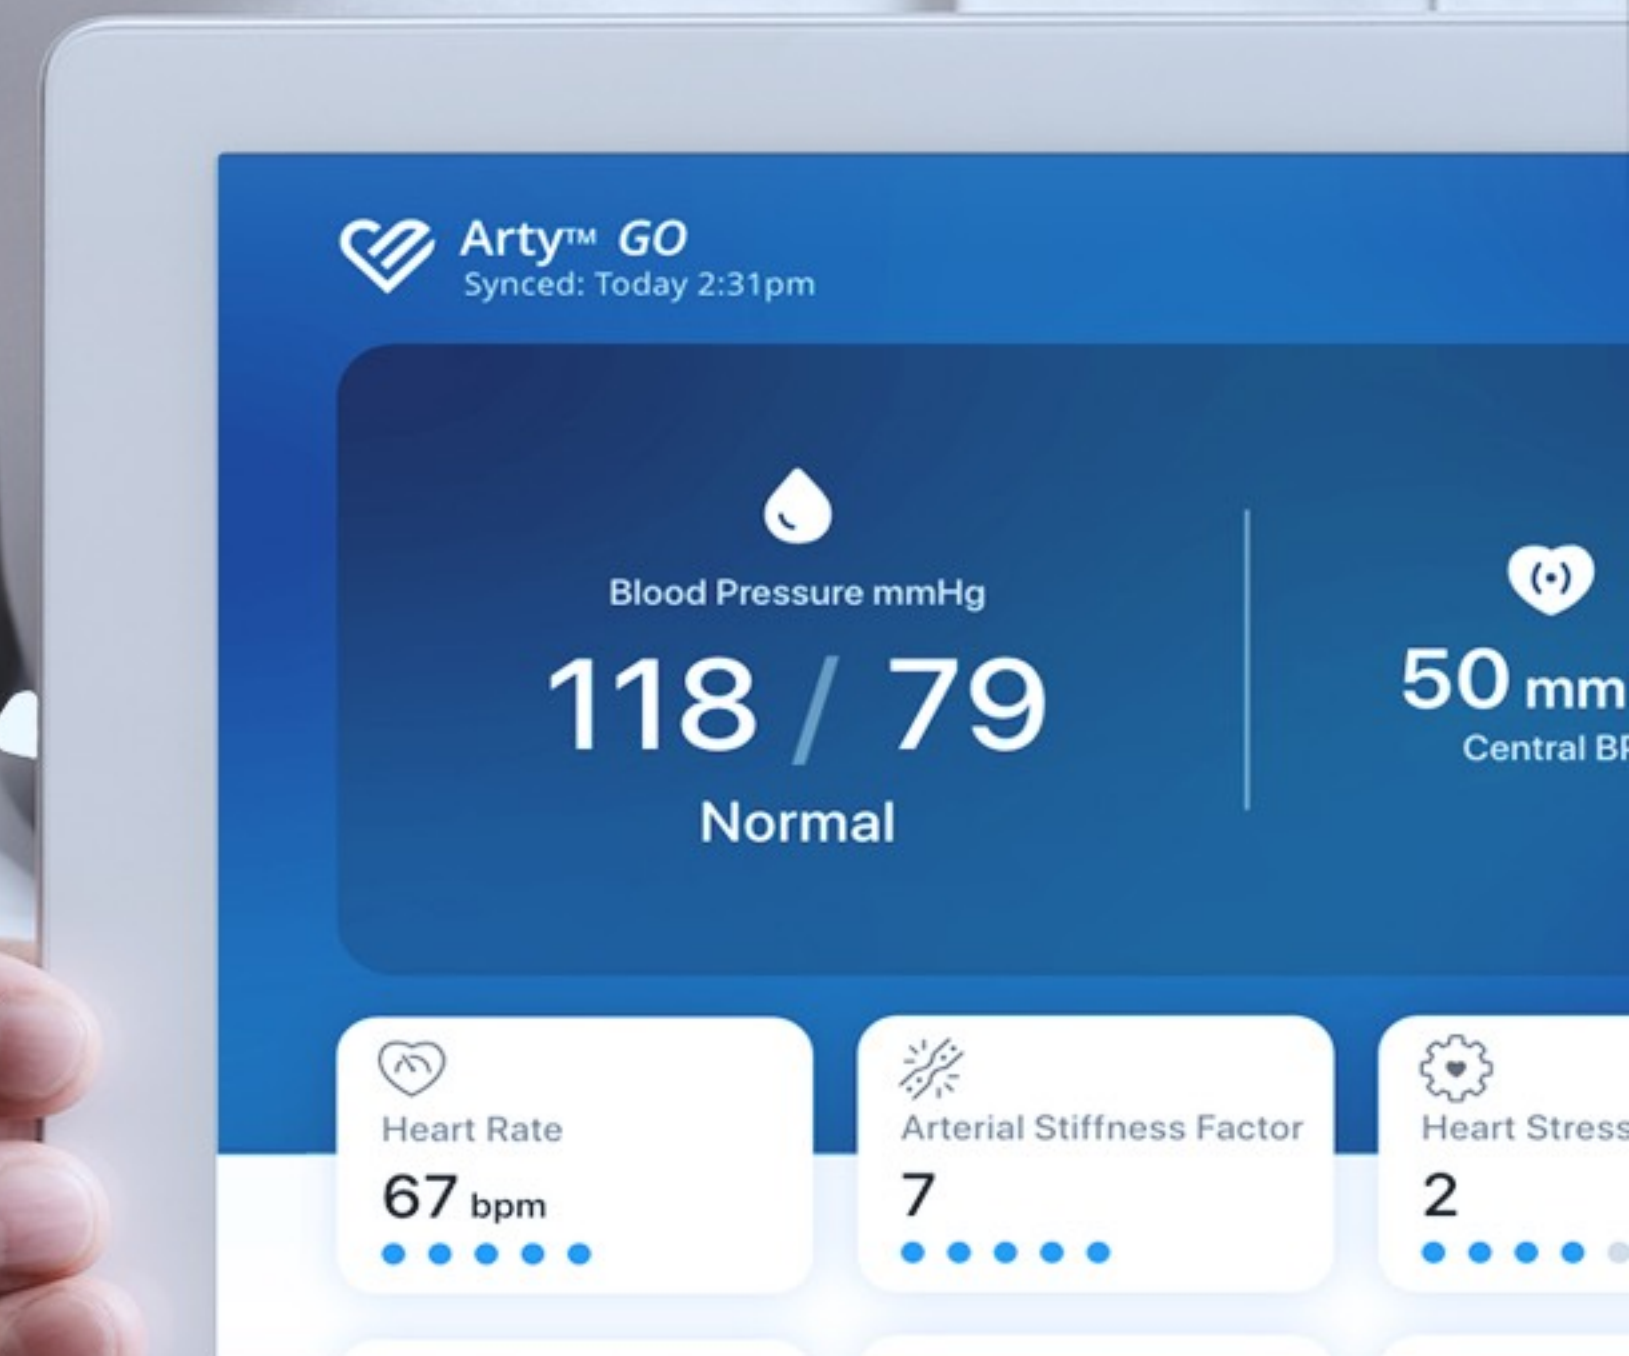 Arty™ GO
Synced: Today 2:31pm
Blood Pressure mmHg
118 / 79
Normal
50 mm
Central BP
Heart Rate
67 bpm
Arterial Stiffness Factor
7
Heart Stress
2